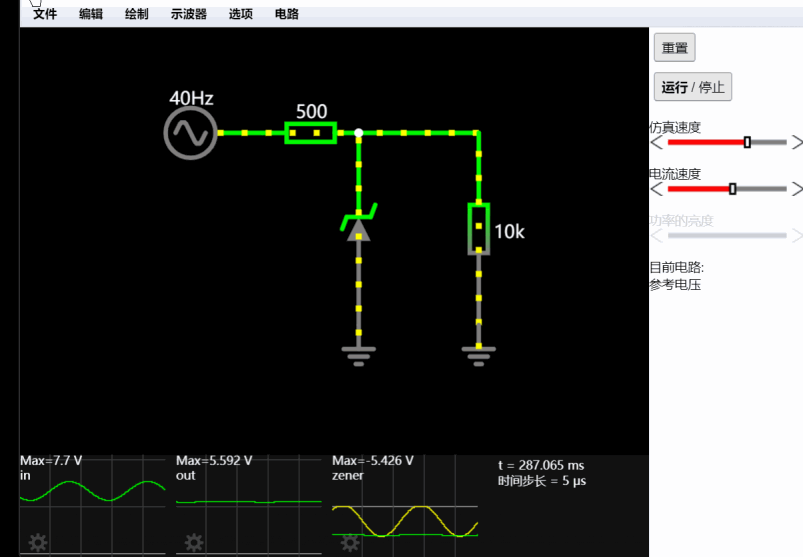 文件 编辑 绘制 示波器 选项 电路
重置
运行 / 停止
仿真速度
电流速度
功率的亮度
目前电路:
参考电压
40Hz
500
10k
Max=7.7 V
in
Max=5.592 V
out
Max=-5.426 V
zener
t = 287.065 ms
时间步长 = 5 µs